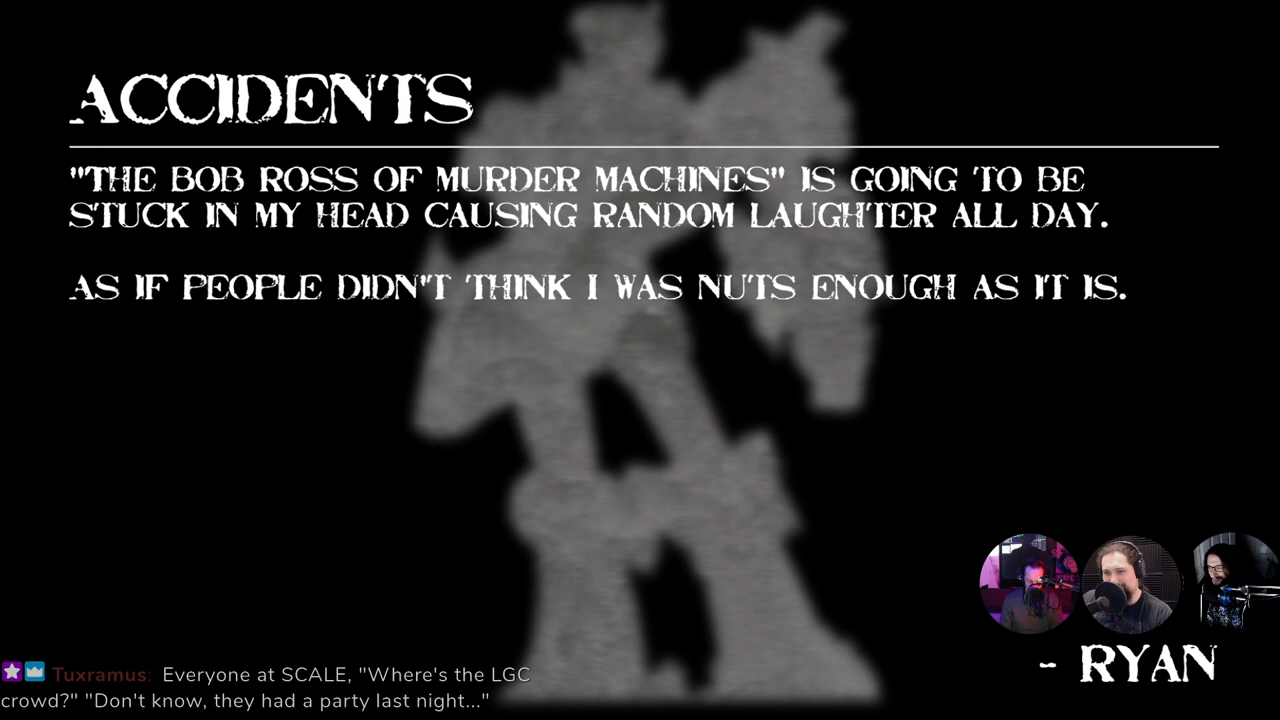 ACCIDENTS
"THE BOB ROSS OF MURDER MACHINES" IS GOING TO BE
STUCK IN MY HEAD CAUSING RANDOM LAUGHTER ALL DAY.
AS IF PEOPLE DIDN'T THINK I WAS NUTS ENOUGH AS IT IS.
- RYAN
Tuxramus: Everyone at SCALE, "Where's the LGC
crowd?" "Don't know, they had a party last night..."